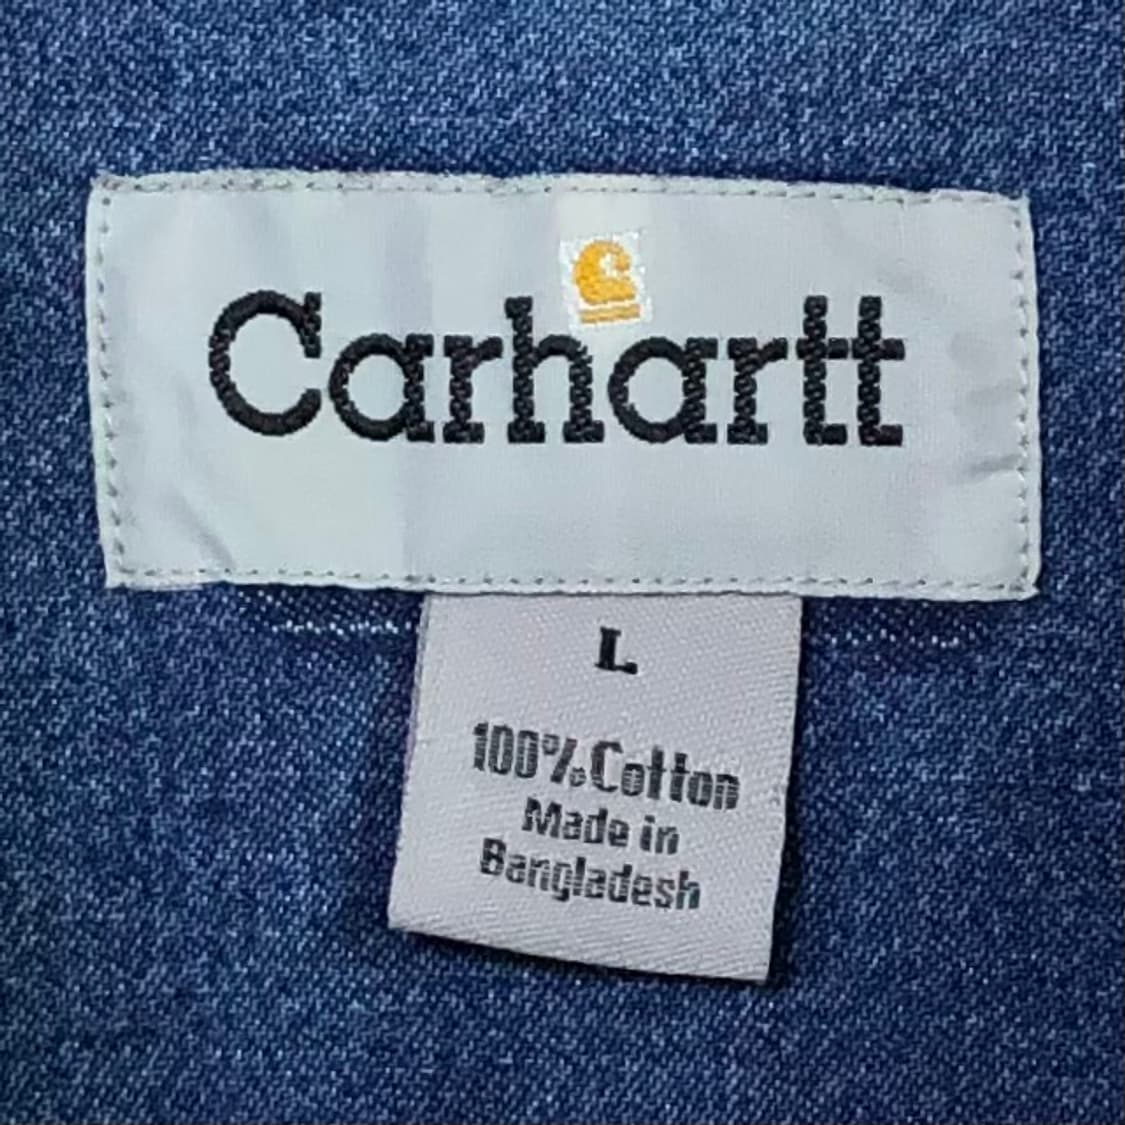 Carhartt
L
100% Cotton
Made in
Bangladesh